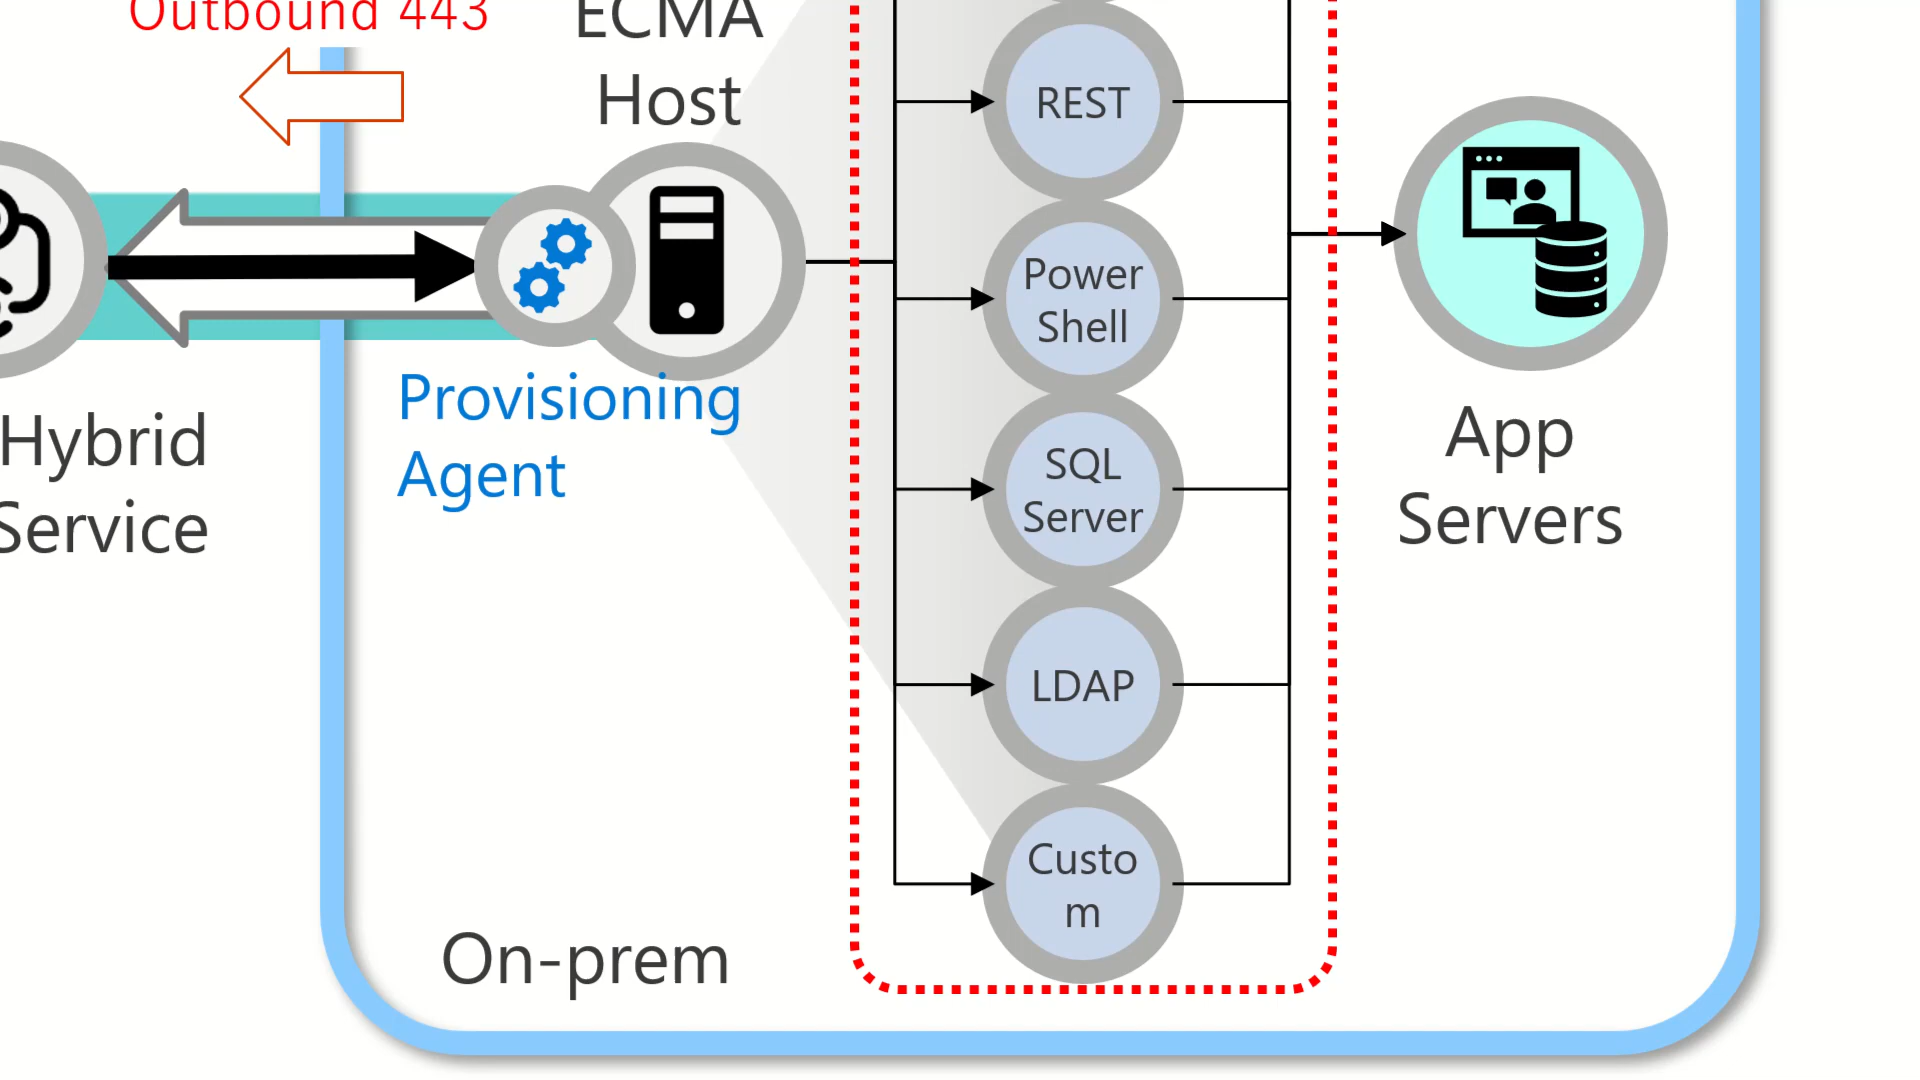 Outbound 443
ECMA
Host
REST
Power
Shell
SQL
Server
LDAP
Custo
m
Provisioning
Agent
Hybrid
Service
App
Servers
On-prem